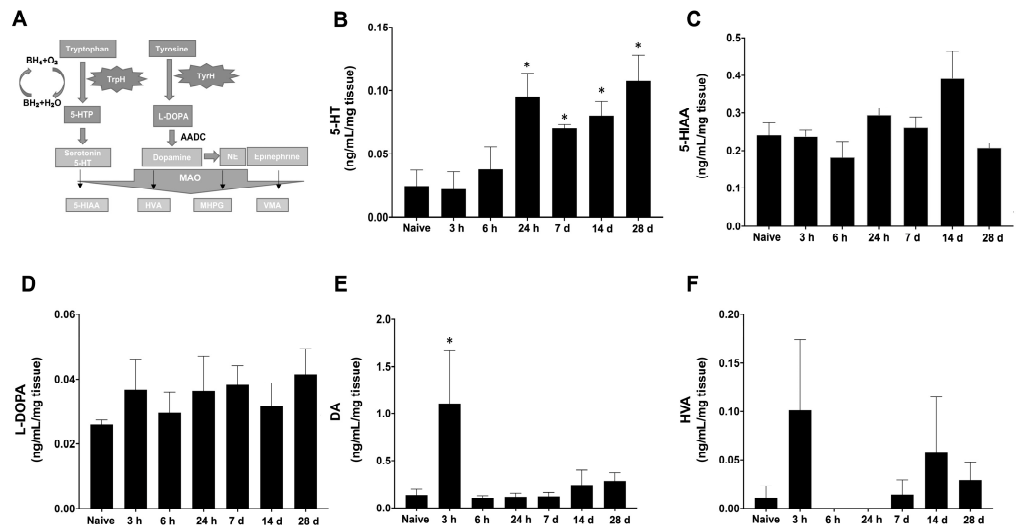 A
Tryptophan
Tyrosine
BH₄+O₂
TrpH
TyrH
BH₂+H₂O
5-HTP
L-DOPA
AADC
Serotonin
5-HT
Dopamine
NE
Epinephrine
MAO
5-HIAA
HVA
MHPG
VMA
B
5-HT
(ng/mL/mg tissue)
0.15
0.10
0.05
0.00
*
*
*
*
Naive 3 h 6 h 24 h 7 d 14 d 28 d
C
5-HIAA
(ng/mL/mg tissue)
0.5
0.4
0.3
0.2
0.1
0.0
Naive 3 h 6 h 24 h 7 d 14 d 28 d
D
L-DOPA
(ng/mL/mg tissue)
0.06
0.04
0.02
0.00
Naive 3 h 6 h 24 h 7 d 14 d 28 d
E
DA
(ng/mL/mg tissue)
2.0
1.5
1.0
0.5
0.0
*
Naive 3 h 6 h 24 h 7 d 14 d 28 d
F
HVA
(ng/mL/mg tissue)
0.20
0.15
0.10
0.05
0.00
Naive 3 h 6 h 24 h 7 d 14 d 28 d